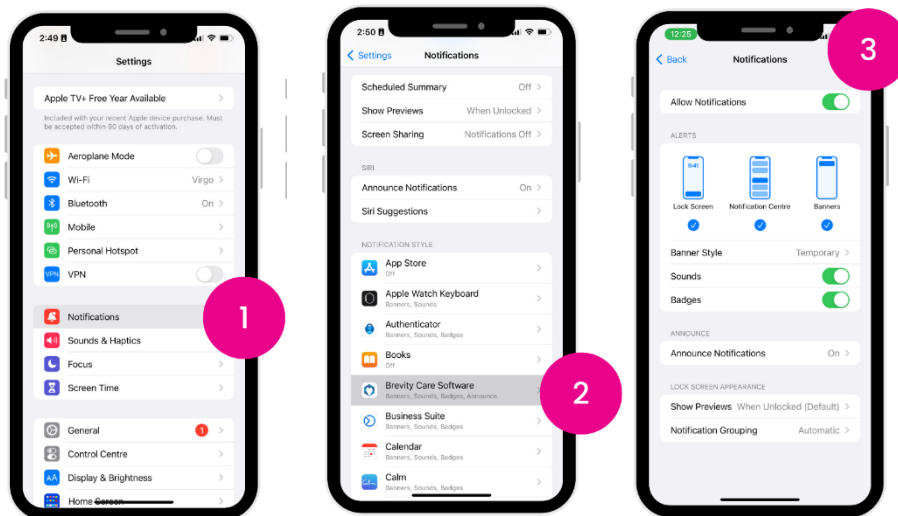 2:49
Settings
Apple TV+ Free Year Available
Included with your recent Apple device purchase. Must
be accepted within 90 days of activation.
Aeroplane Mode
Wi-Fi Virgo
Bluetooth On
Mobile
Personal Hotspot
VPN VPN
Notifications
Sounds & Haptics
Focus
Screen Time
General 1
Control Centre
AA Display & Brightness
Home Screen
1
2:50
Settings Notifications
Scheduled Summary Off
Show Previews When Unlocked
Screen Sharing Notifications Off
SIRI
Announce Notifications On
Siri Suggestions
NOTIFICATION STYLE
App Store
Off
Apple Watch Keyboard
Banners, Sounds
Authenticator
Banners, Sounds, Badges
Books
Off
Brevity Care Software
Banners, Sounds, Badges, Announce
Business Suite
Banners, Sounds, Badges
Calendar
Banners, Sounds, Badges
Calm
Banners, Sounds, Badges
2
12:25
Back Notifications
Allow Notifications
ALERTS
9:41
Lock Screen Notification Centre Banners
Banner Style Temporary
Sounds
Badges
ANNOUNCE
Announce Notifications On
LOCK SCREEN APPEARANCE
Show Previews When Unlocked (Default)
Notification Grouping Automatic
3